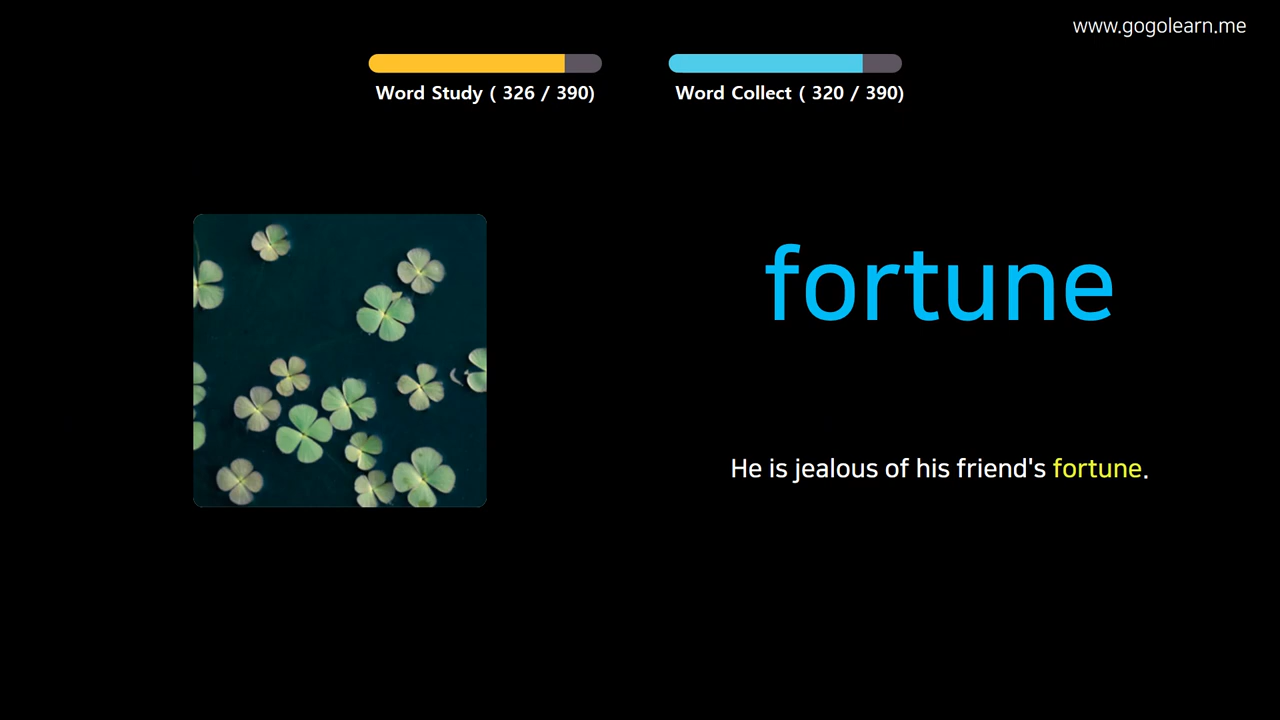 www.gogolearn.me
Word Study ( 326 / 390)
Word Collect ( 320 / 390)
fortune
He is jealous of his friend's fortune.